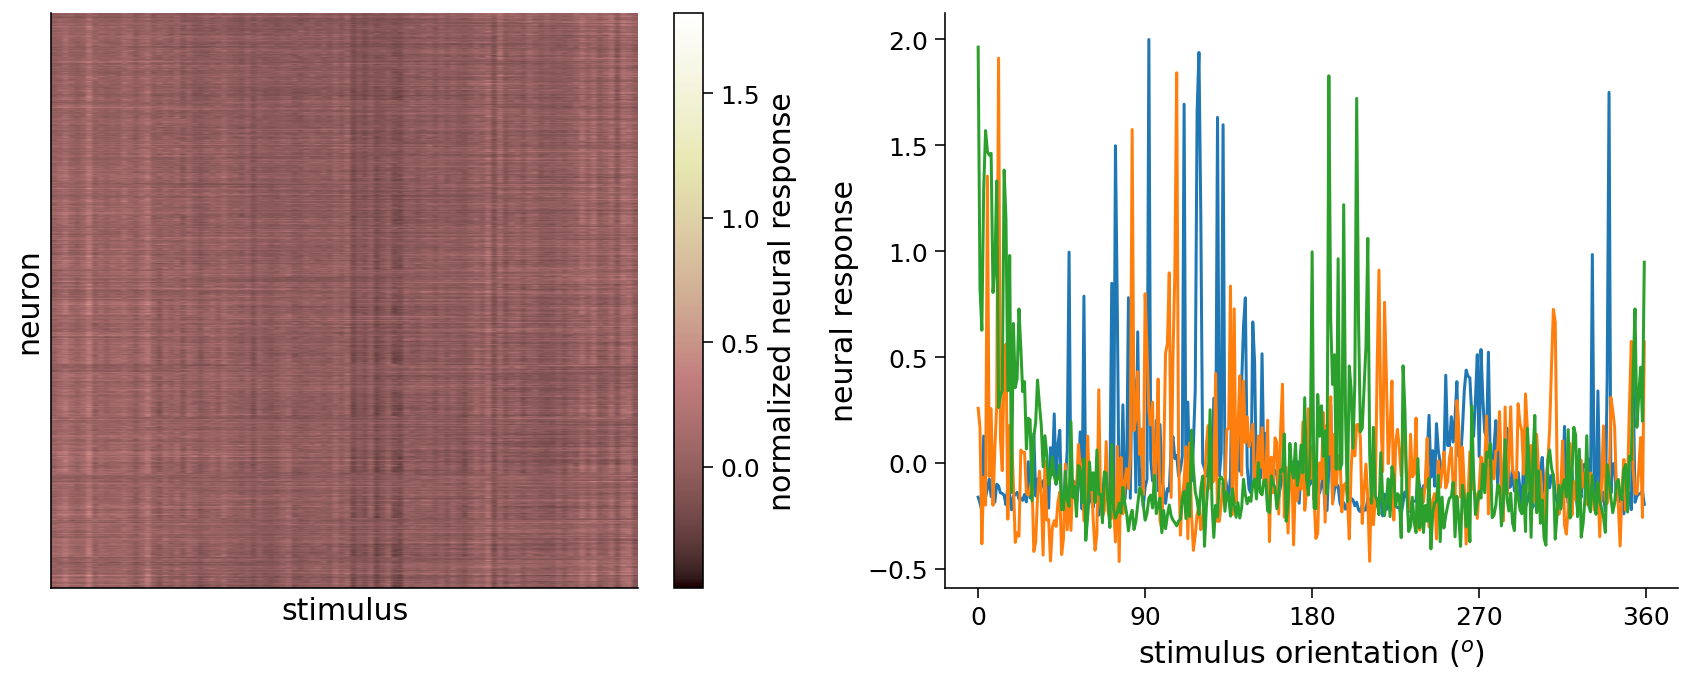 neuron
stimulus
1.5
1.0
0.5
0.0
normalized neural response
neural response
2.0
1.5
1.0
0.5
0.0
−0.5
0 90 180 270 360
stimulus orientation (o)